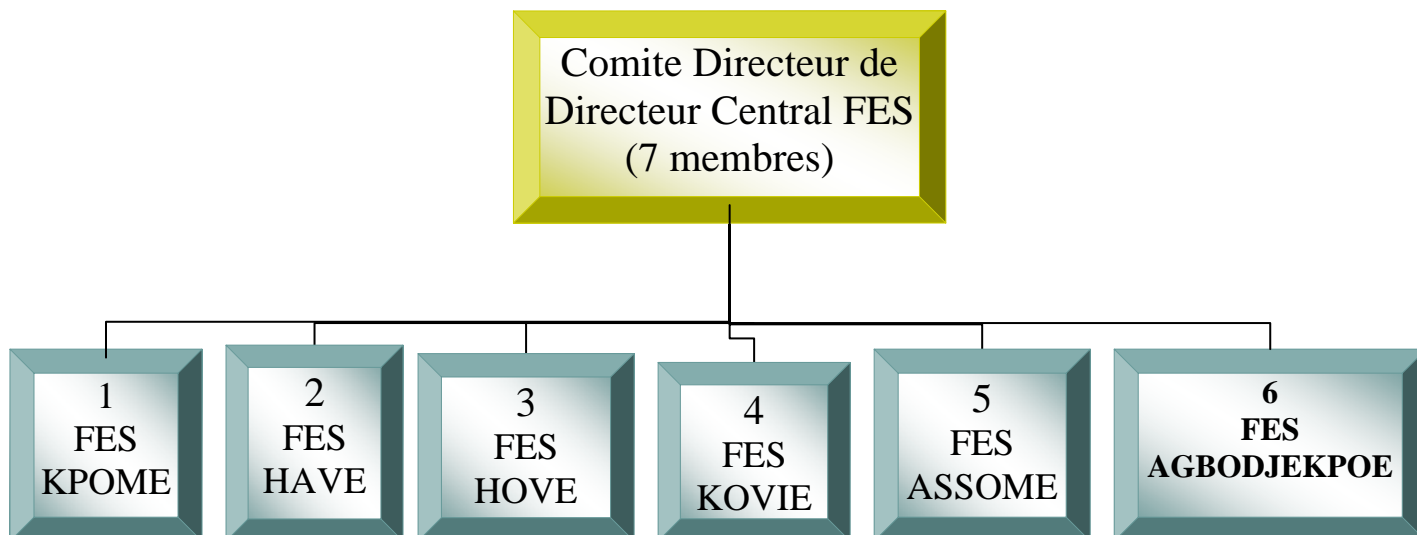 Comite Directeur de
Directeur Central FES
(7 membres)
1
FES
KPOME
2
FES
HAVE
3
FES
HOVE
4
FES
KOVIE
5
FES
ASSOME
6
FES
AGBODJEKPOE